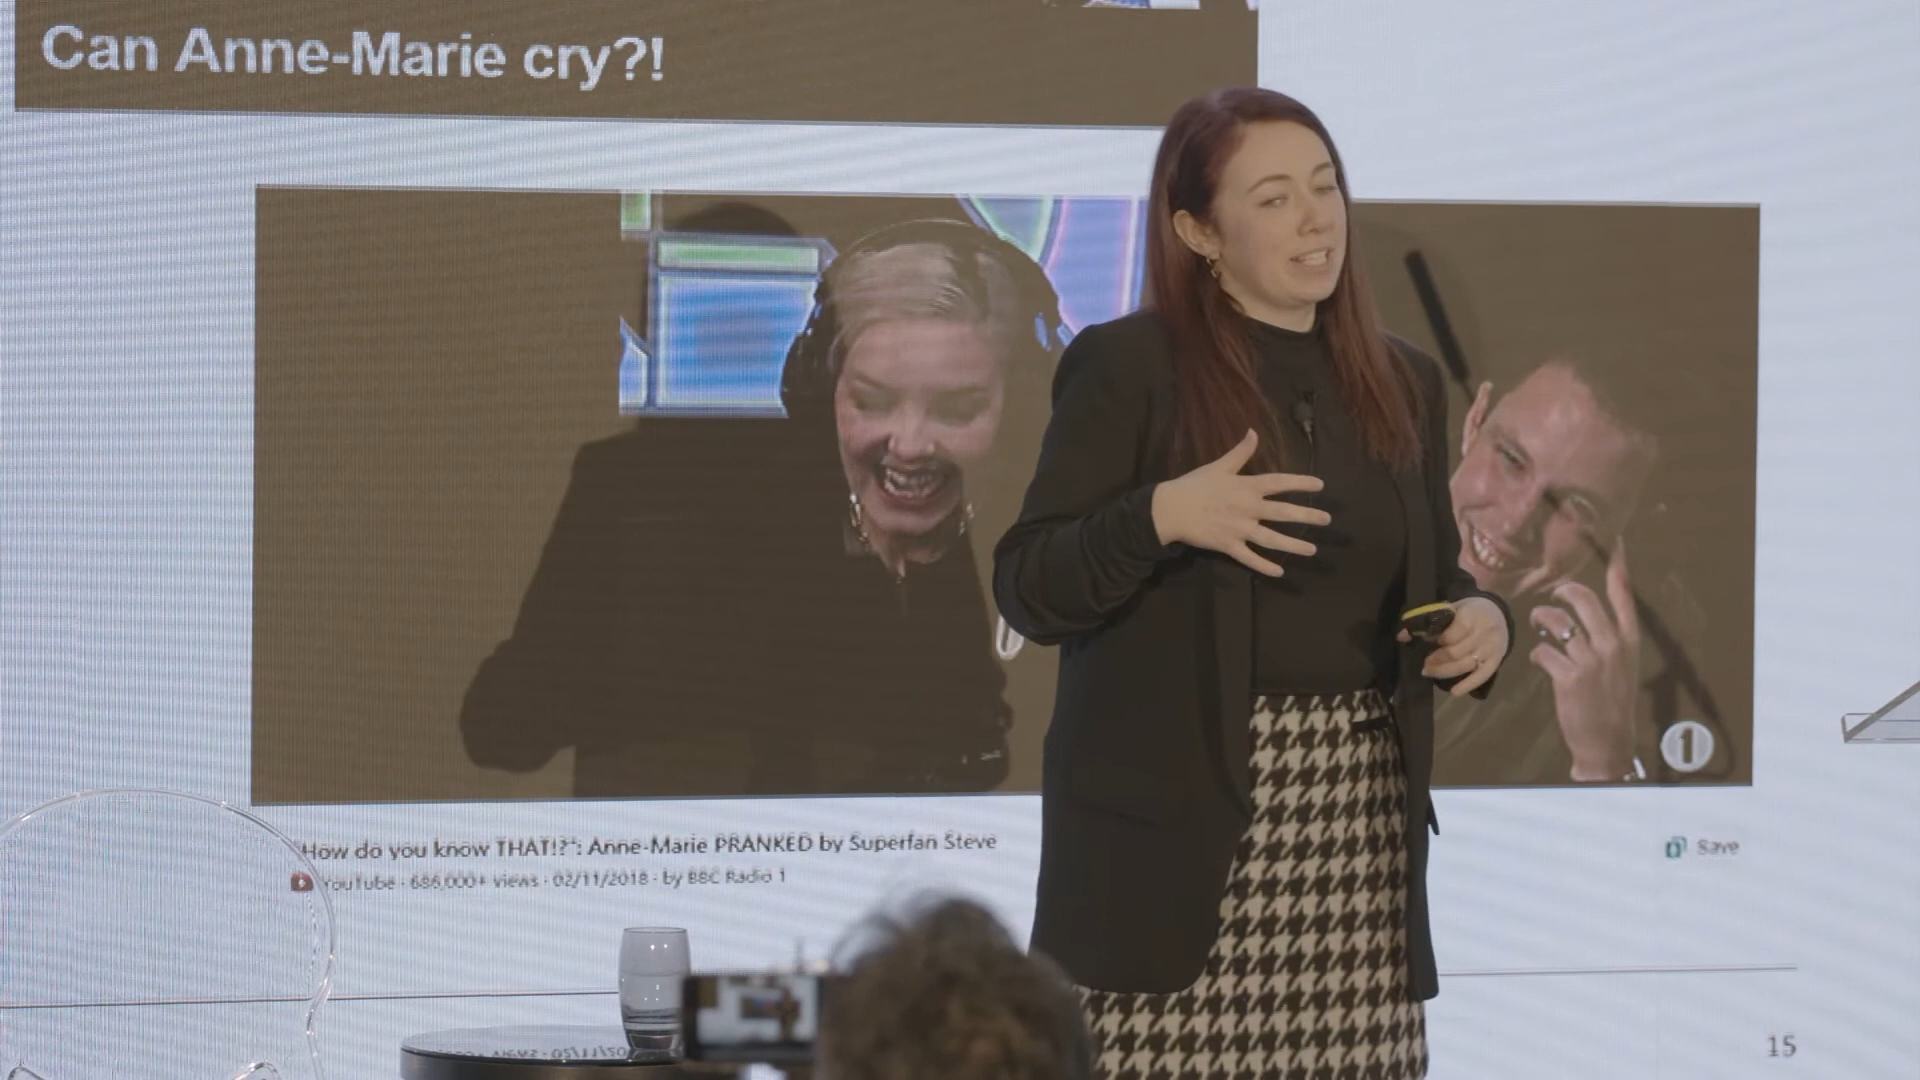 Can Anne-Marie cry?!
1
"How do you know THAT!?": Anne-Marie PRANKED by Superfan Steve
Save
YouTube · 686,000+ views · 02/11/2018 · by BBC Radio 1
15